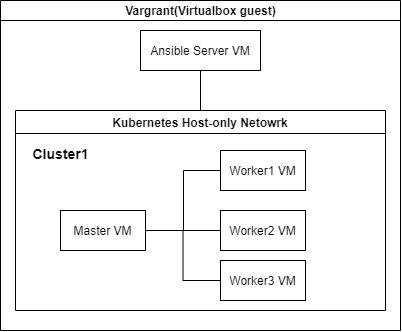 Vargrant(Virtualbox guest)
Ansible Server VM
Kubernetes Host-only Netowrk
Cluster1
Worker1 VM
Master VM
Worker2 VM
Worker3 VM